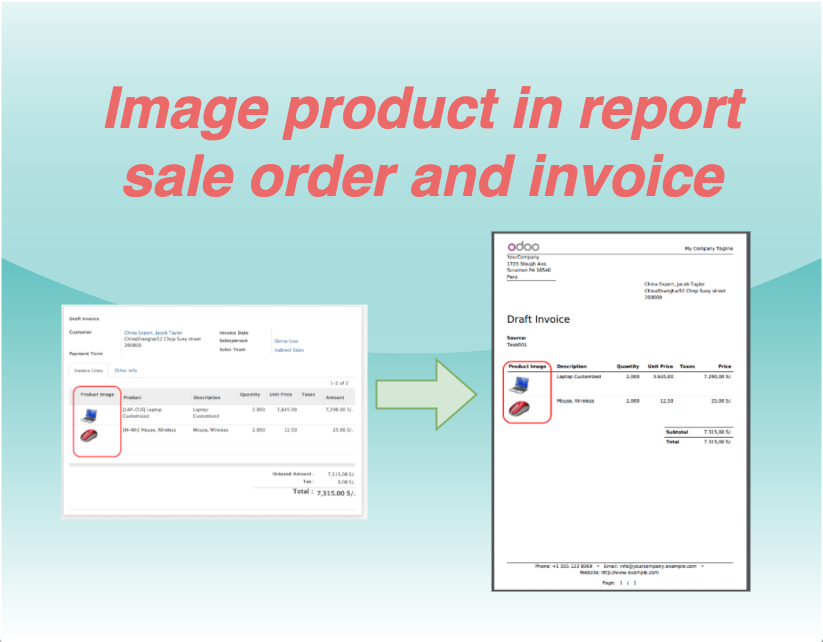 Image product in report
sale order and invoice
Draft Invoice
Customer
China Export, Jacob Taylor
ChinaShanghai52 Chop Suey street
200000
Invoice Date
Salesperson
Demo User
Sales Team
Indirect Sales
Payment Term
Invoice Lines
Other Info
1-2 of 2
Product Image Product Description Quantity Unit Price Taxes Amount
[LAP-CUS] Laptop Customized Laptop Customized 2.000 3,645.00 7,290.00 S/.
[M-Wir] Mouse, Wireless Mouse, Wireless 2.000 12.50 25.00 S/.
Untaxed Amount : 7,315.00 S/.
Tax : 0.00 S/.
Total : 7,315.00 S/.
odoo
My Company Tagline
YourCompany
1725 Slough Ave.
Scranton PA 18540
Perú
China Export, Jacob Taylor
ChinaShanghai52 Chop Suey street
200000
Draft Invoice
Source:
Test/001
Product Image Description Quantity Unit Price Taxes Price
Laptop Customized 2,000 3.645,00 7.290,00 S/.
Mouse, Wireless 2,000 12,50 25,00 S/.
Subtotal 7.315,00 S/.
Total 7.315,00 S/.
Phone: +1 555 123 8069 • Email: info@yourcompany.example.com •
Website: http://www.example.com
Page: 1 / 1